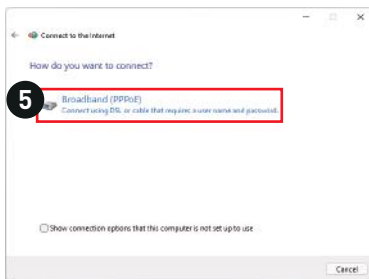 Connect to the Internet
How do you want to connect?
5
Broadband (PPPoE)
Connect using DSL or cable that requires a user name and password.
Show connection options that this computer is not set up to use
Cancel